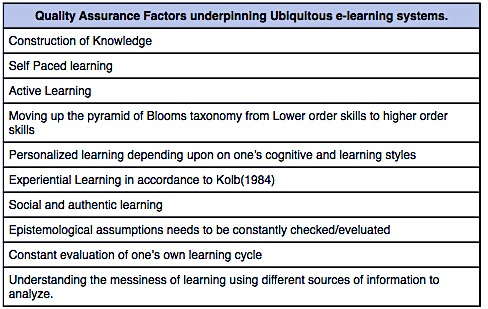 Quality Assurance Factors underpinning Ubiquitous e-learning systems.
Construction of Knowledge
Self Paced learning
Active Learning
Moving up the pyramid of Blooms taxonomy from Lower order skills to higher order
skills
Personalized learning depending upon on one's cognitive and learning styles
Experiential Learning in accordance to Kolb(1984)
Social and authentic learning
Epistemological assumptions needs to be constantly checked/eveluated
Constant evaluation of one's own learning cycle
Understanding the messiness of learning using different sources of information to
analyze.